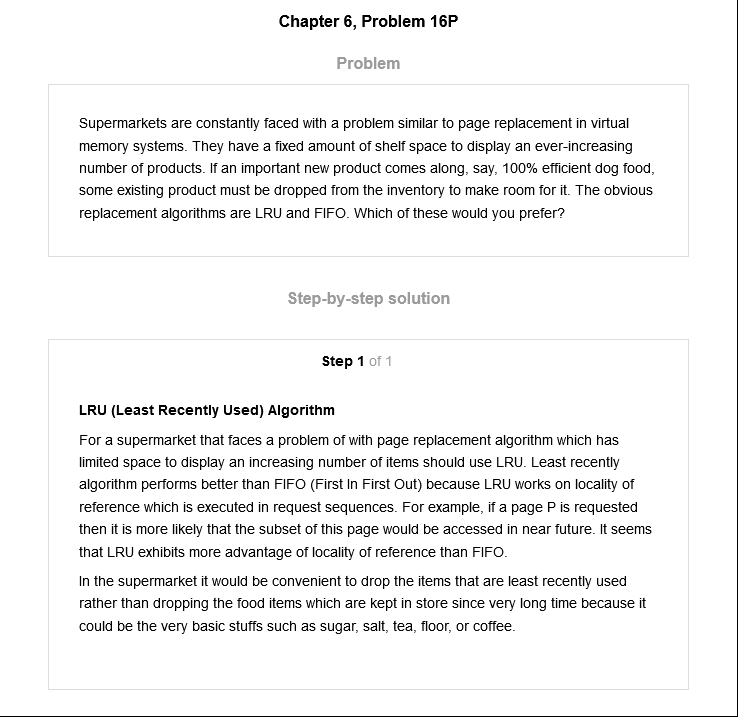 Chapter 6, Problem 16P
Problem
Supermarkets are constantly faced with a problem similar to page replacement in virtual
memory systems. They have a fixed amount of shelf space to display an ever-increasing
number of products. If an important new product comes along, say, 100% efficient dog food,
some existing product must be dropped from the inventory to make room for it. The obvious
replacement algorithms are LRU and FIFO. Which of these would you prefer?
Step-by-step solution
Step 1 of 1
LRU (Least Recently Used) Algorithm
For a supermarket that faces a problem of with page replacement algorithm which has
limited space to display an increasing number of items should use LRU. Least recently
algorithm performs better than FIFO (First In First Out) because LRU works on locality of
reference which is executed in request sequences. For example, if a page P is requested
then it is more likely that the subset of this page would be accessed in near future. It seems
that LRU exhibits more advantage of locality of reference than FIFO.
In the supermarket it would be convenient to drop the items that are least recently used
rather than dropping the food items which are kept in store since very long time because it
could be the very basic stuffs such as sugar, salt, tea, floor, or coffee.